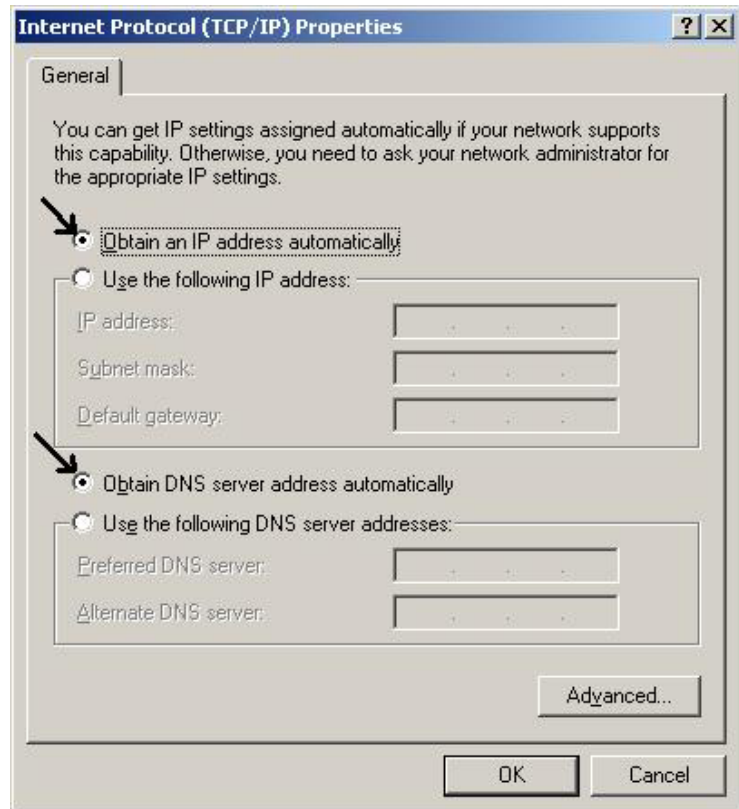 Internet Protocol (TCP/IP) Properties
General
You can get IP settings assigned automatically if your network supports
this capability. Otherwise, you need to ask your network administrator for
the appropriate IP settings.
Obtain an IP address automatically
Use the following IP address:
IP address:
Subnet mask:
Default gateway:
Obtain DNS server address automatically
Use the following DNS server addresses:
Preferred DNS server:
Alternate DNS server:
Advanced...
OK Cancel